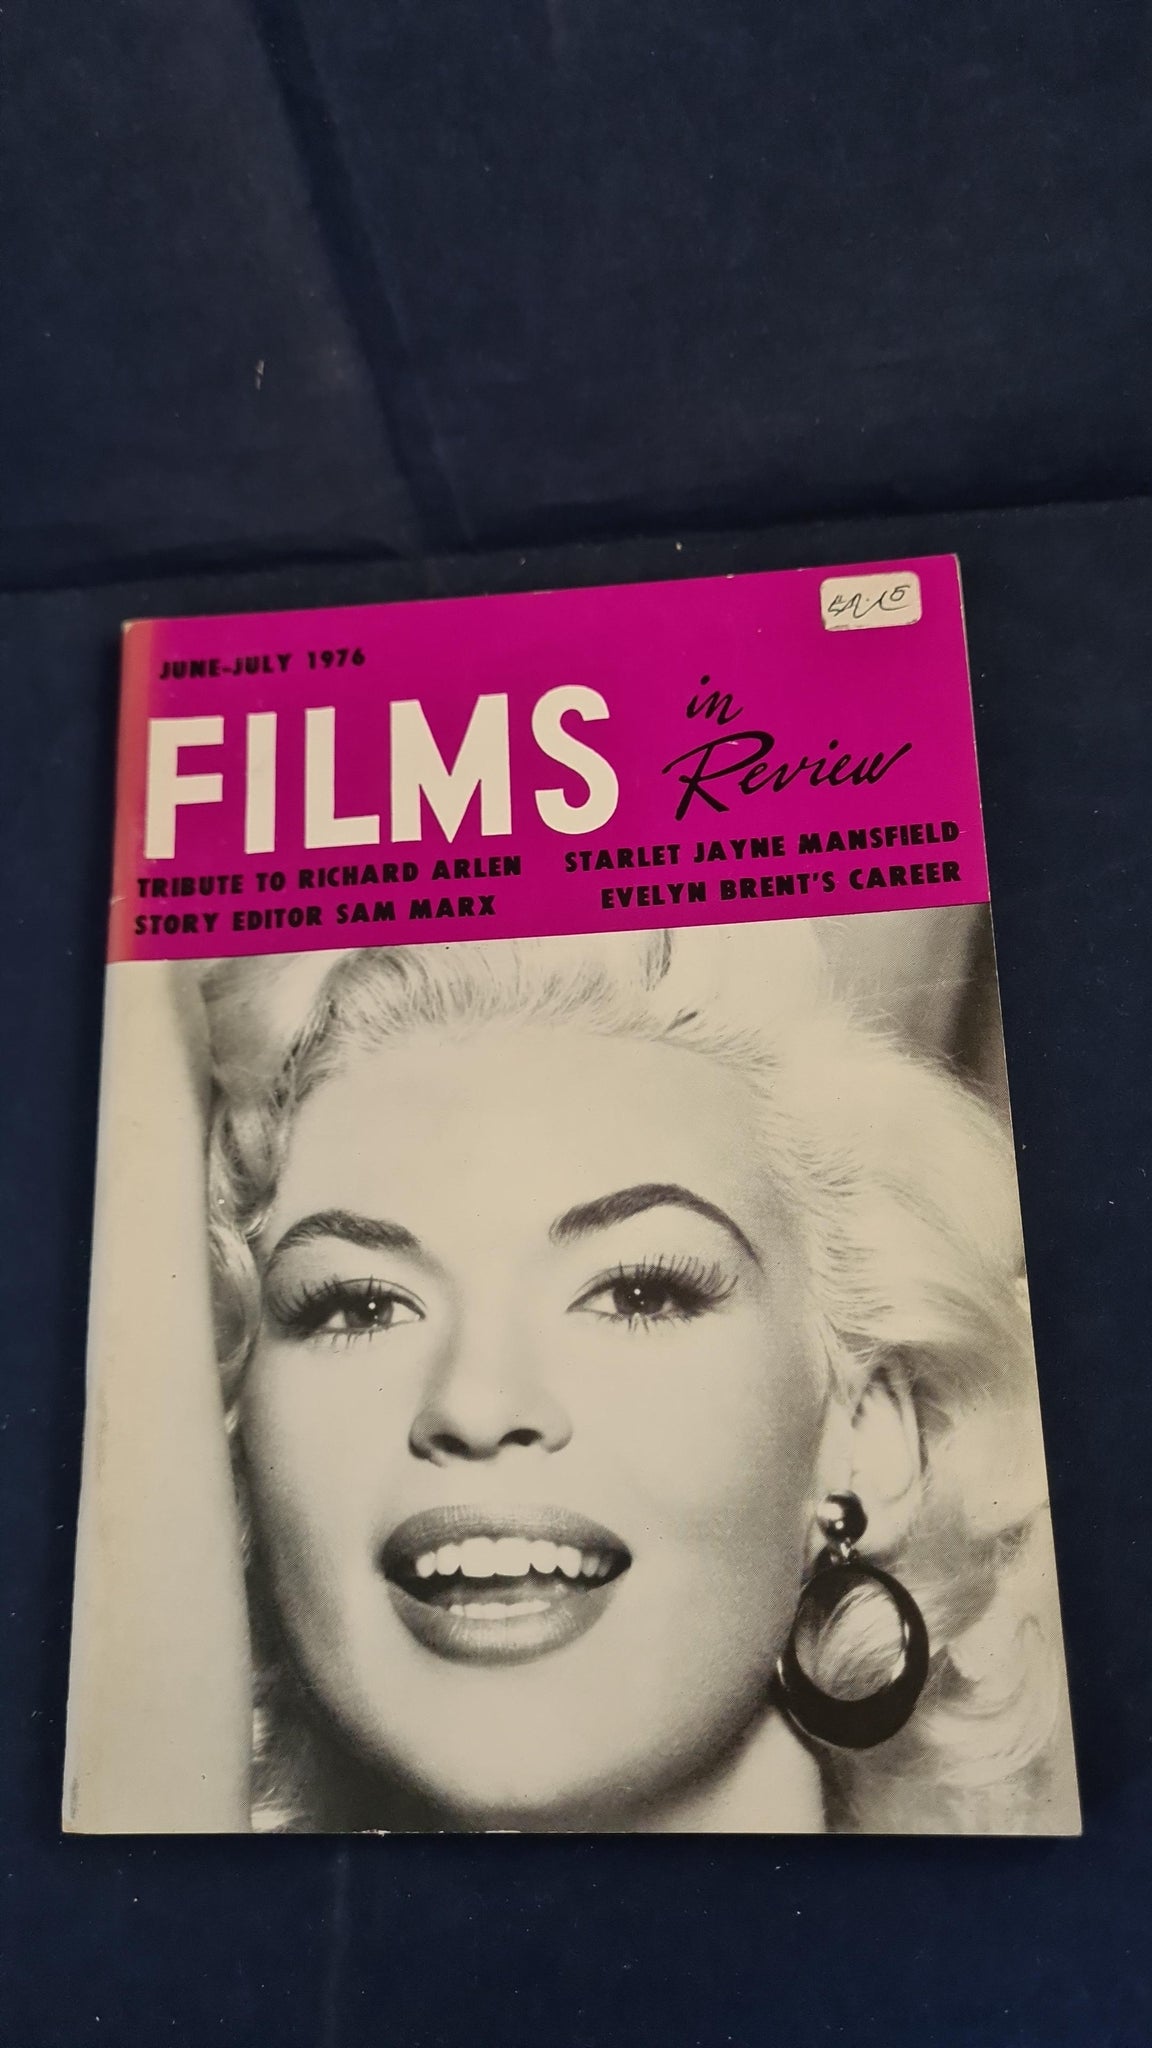 JUNE-JULY 1976
FILMS
in
Review
TRIBUTE TO RICHARD ARLEN
STORY EDITOR SAM MARX
STARLET JAYNE MANSFIELD
EVELYN BRENT'S CAREER